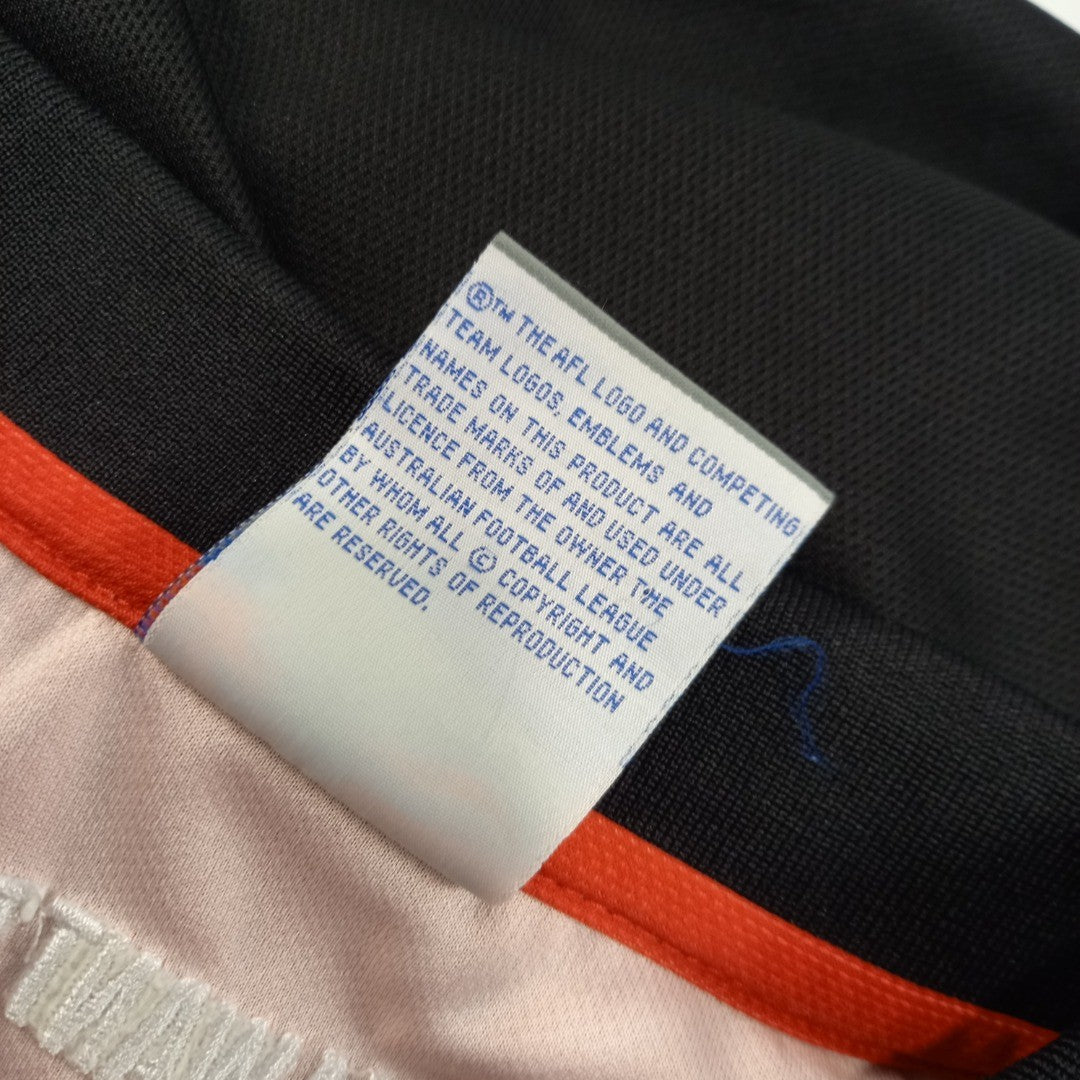 ®™ THE AFL LOGO AND COMPETING
TEAM LOGOS, EMBLEMS AND
NAMES ON THIS PRODUCT ARE ALL
TRADE MARKS OF AND USED UNDER
LICENCE FROM THE OWNER THE
AUSTRALIAN FOOTBALL LEAGUE
BY WHOM ALL © COPYRIGHT AND
OTHER RIGHTS OF REPRODUCTION
ARE RESERVED.